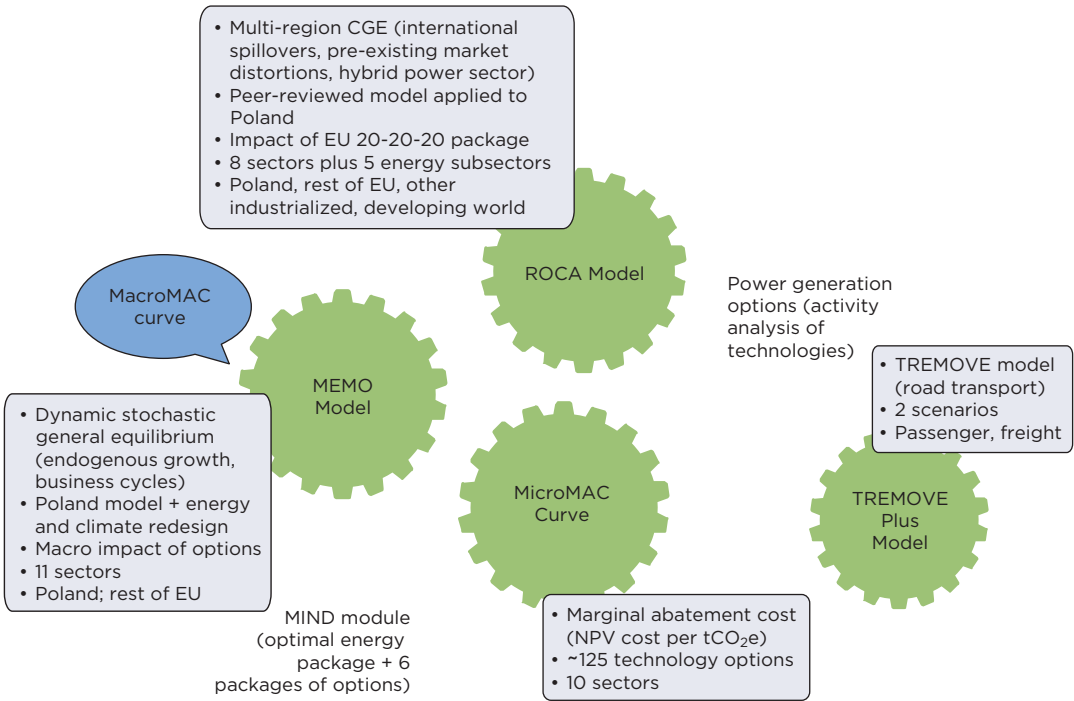 • Multi-region CGE (international
spillovers, pre-existing market
distortions, hybrid power sector)
• Peer-reviewed model applied to
Poland
• Impact of EU 20-20-20 package
• 8 sectors plus 5 energy subsectors
• Poland, rest of EU, other
industrialized, developing world
ROCA Model
MacroMAC
curve
MEMO
Model
Power generation
options (activity
analysis of
technologies)
• TREMOVE model
(road transport)
• 2 scenarios
• Passenger, freight
• Dynamic stochastic
general equilibrium
(endogenous growth,
business cycles)
• Poland model + energy
and climate redesign
• Macro impact of options
• 11 sectors
• Poland; rest of EU
MicroMAC
Curve
TREMOVE
Plus
Model
MIND module
(optimal energy
package + 6
packages of options)
• Marginal abatement cost
(NPV cost per tCO₂e)
• ~125 technology options
• 10 sectors